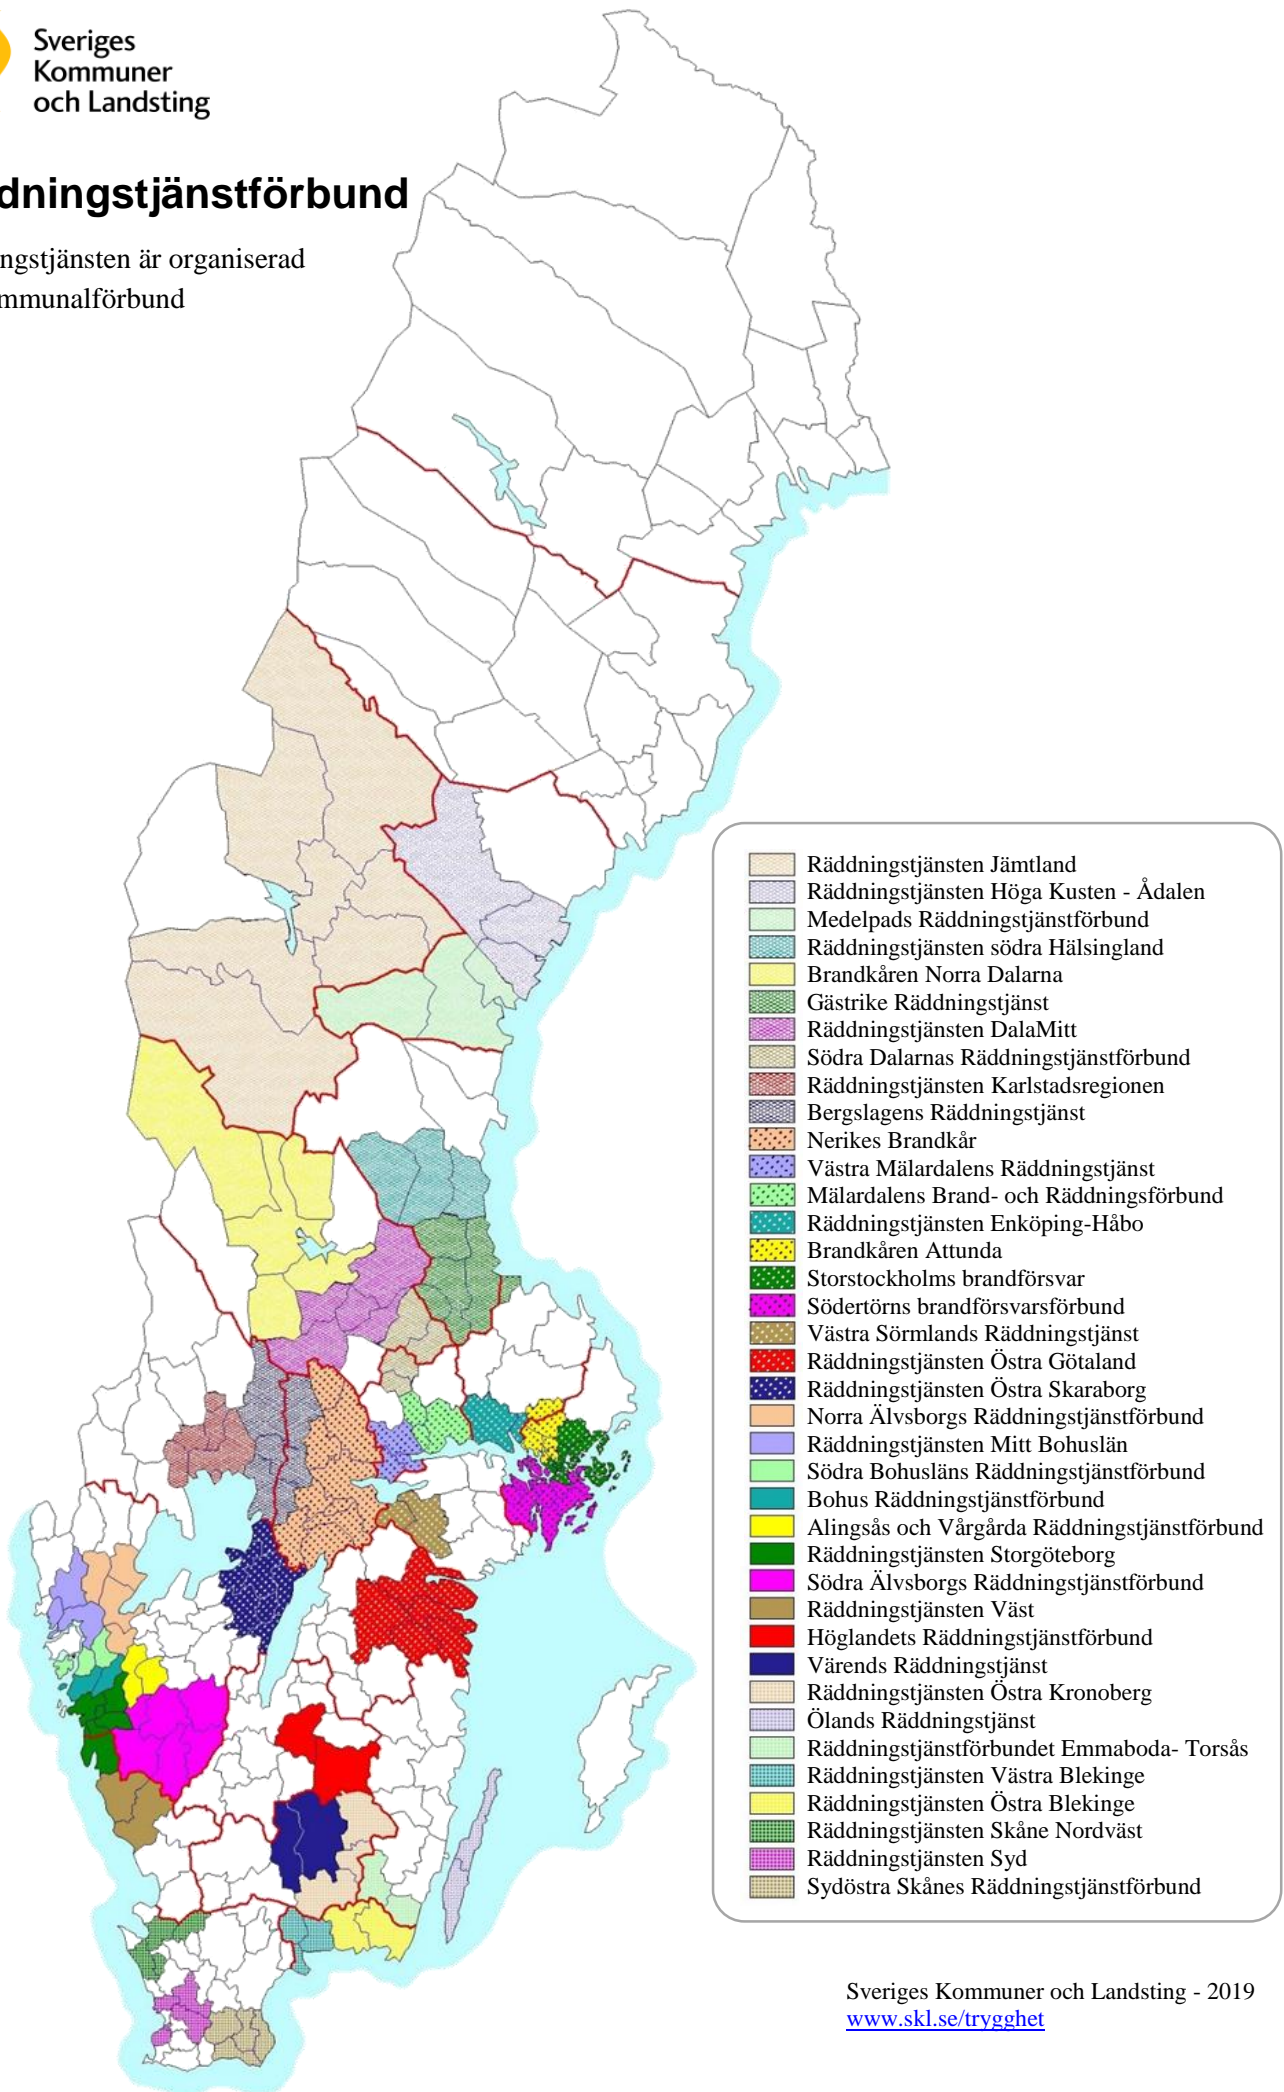 Sveriges
Kommuner
och Landsting
dningstjänstförbund
ngstjänsten är organiserad
mmunalförbund
Räddningstjänsten Jämtland
Räddningstjänsten Höga Kusten - Ådalen
Medelpads Räddningstjänstförbund
Räddningstjänsten södra Hälsingland
Brandkåren Norra Dalarna
Gästrike Räddningstjänst
Räddningstjänsten DalaMitt
Södra Dalarnas Räddningstjänstförbund
Räddningstjänsten Karlstadsregionen
Bergslagens Räddningstjänst
Nerikes Brandkår
Västra Mälardalens Räddningstjänst
Mälardalens Brand- och Räddningsförbund
Räddningstjänsten Enköping-Håbo
Brandkåren Attunda
Storstockholms brandförsvar
Södertörns brandförsvarsförbund
Västra Sörmlands Räddningstjänst
Räddningstjänsten Östra Götaland
Räddningstjänsten Östra Skaraborg
Norra Älvsborgs Räddningstjänstförbund
Räddningstjänsten Mitt Bohuslän
Södra Bohusläns Räddningstjänstförbund
Bohus Räddningstjänstförbund
Alingsås och Vårgårda Räddningstjänstförbund
Räddningstjänsten Storgöteborg
Södra Älvsborgs Räddningstjänstförbund
Räddningstjänsten Väst
Höglandets Räddningstjänstförbund
Värends Räddningstjänst
Räddningstjänsten Östra Kronoberg
Ölands Räddningstjänst
Räddningstjänstförbundet Emmaboda- Torsås
Räddningstjänsten Västra Blekinge
Räddningstjänsten Östra Blekinge
Räddningstjänsten Skåne Nordväst
Räddningstjänsten Syd
Sydöstra Skånes Räddningstjänstförbund
Sveriges Kommuner och Landsting - 2019
www.skl.se/trygghet